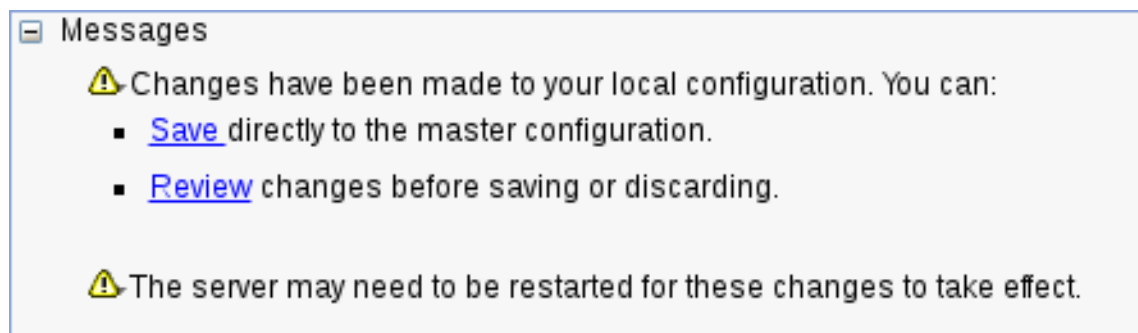 Messages
Changes have been made to your local configuration. You can:
Save directly to the master configuration.
Review changes before saving or discarding.
The server may need to be restarted for these changes to take effect.